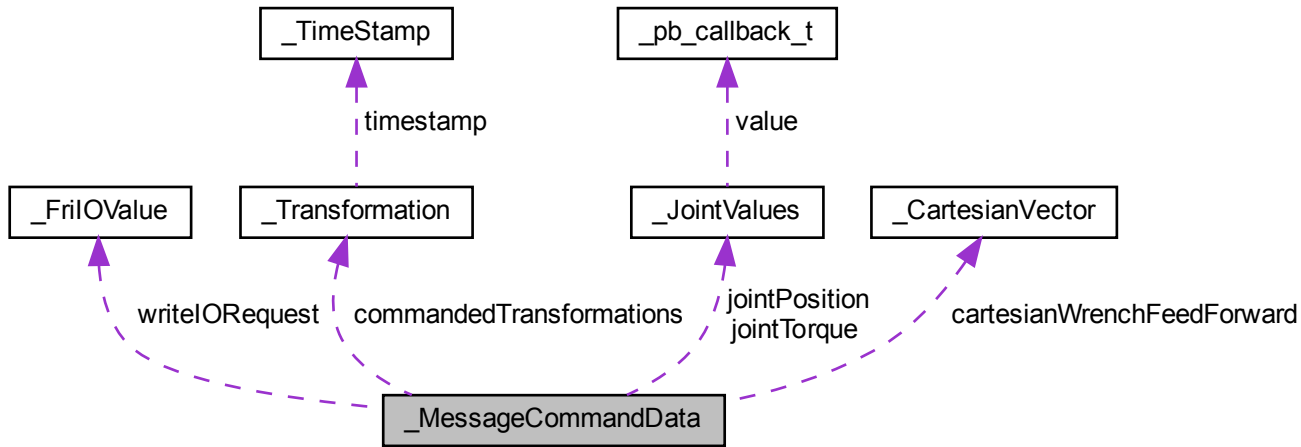 _TimeStamp
_pb_callback_t
timestamp
value
_FriIOValue
_Transformation
_JointValues
_CartesianVector
writeIORequest
commandedTransformations
jointPosition
jointTorque
cartesianWrenchFeedForward
_MessageCommandData